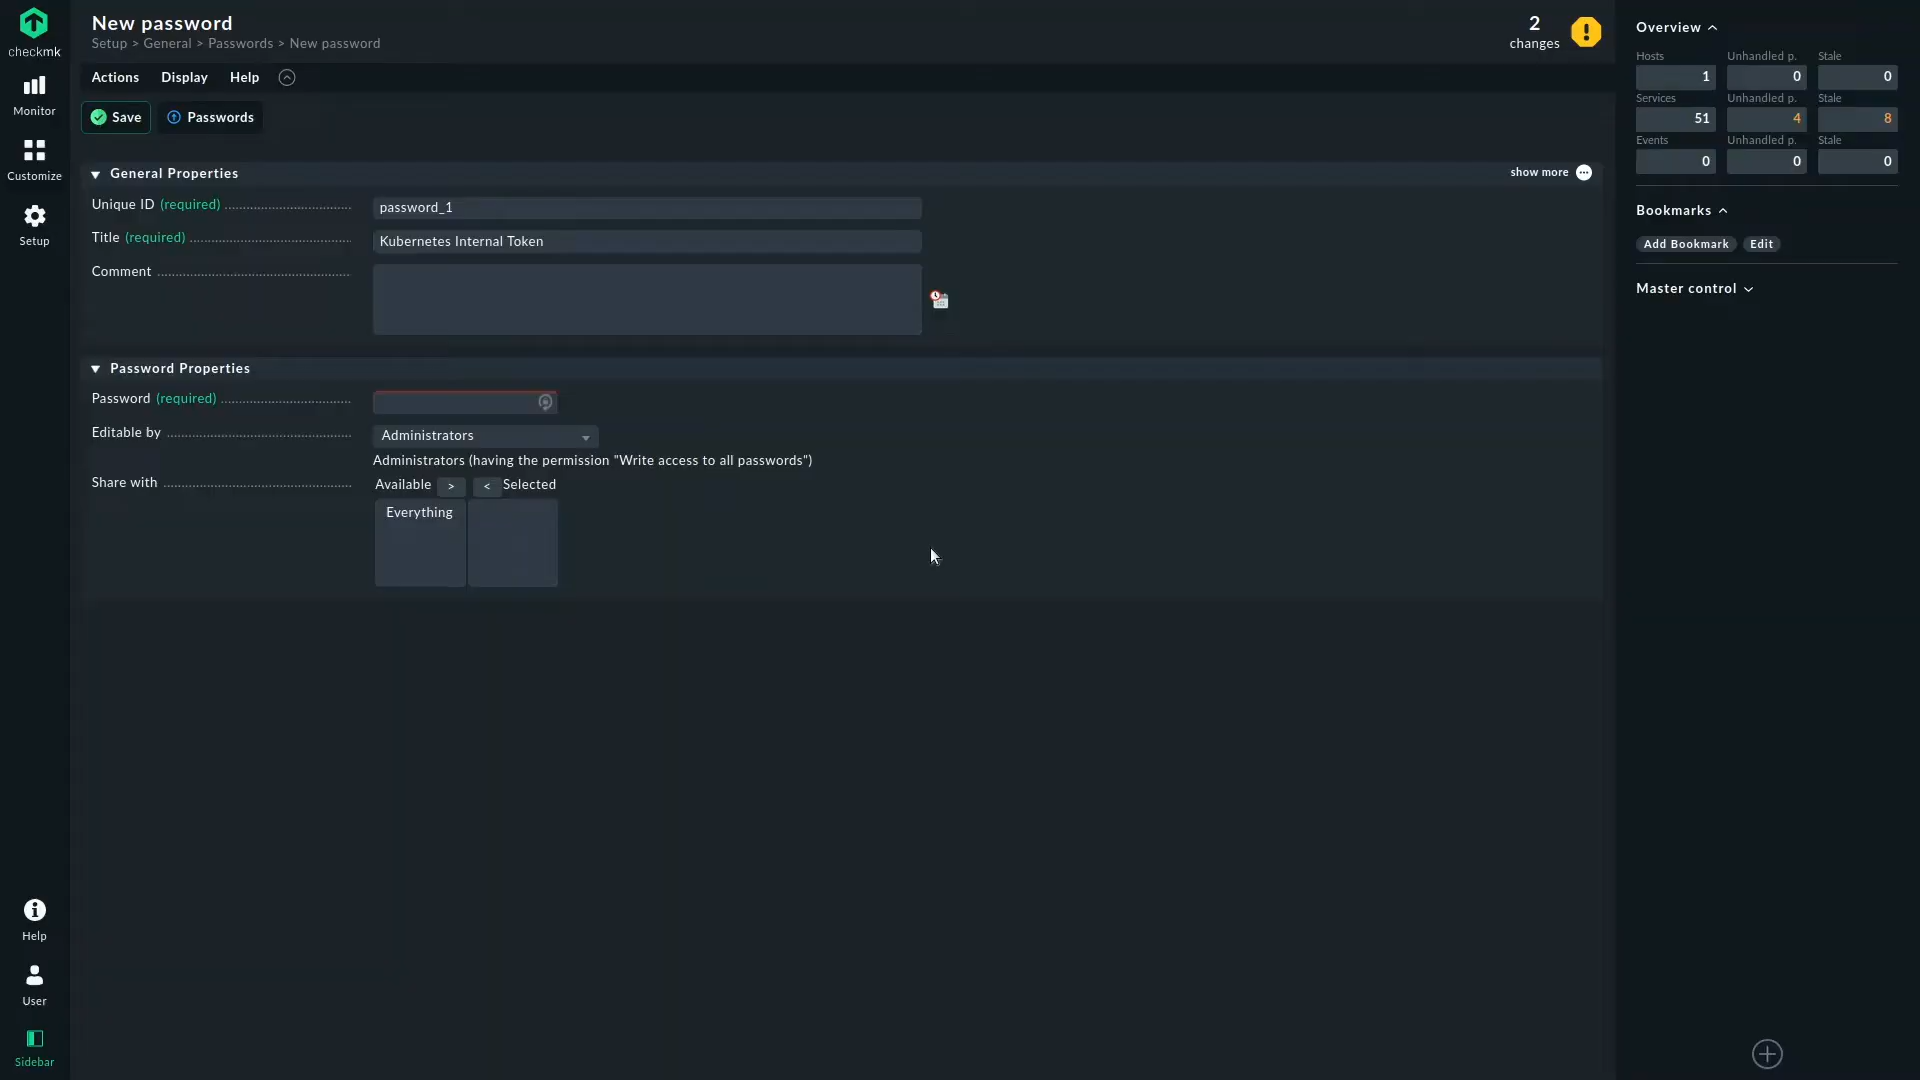 checkmk
Monitor
Customize
Setup
Help
User
Sidebar
New password
Setup > General > Passwords > New password
2
changes
Actions Display Help
Save Passwords
General Properties
show more
Unique ID (required)
password_1
Title (required)
Kubernetes Internal Token
Comment
Password Properties
Password (required)
Editable by
Administrators
Administrators (having the permission "Write access to all passwords")
Share with
Available > < Selected
Everything
Overview
Hosts Unhandled p. Stale
1 0 0
Services Unhandled p. Stale
51 4 8
Events Unhandled p. Stale
0 0 0
Bookmarks
Add Bookmark Edit
Master control